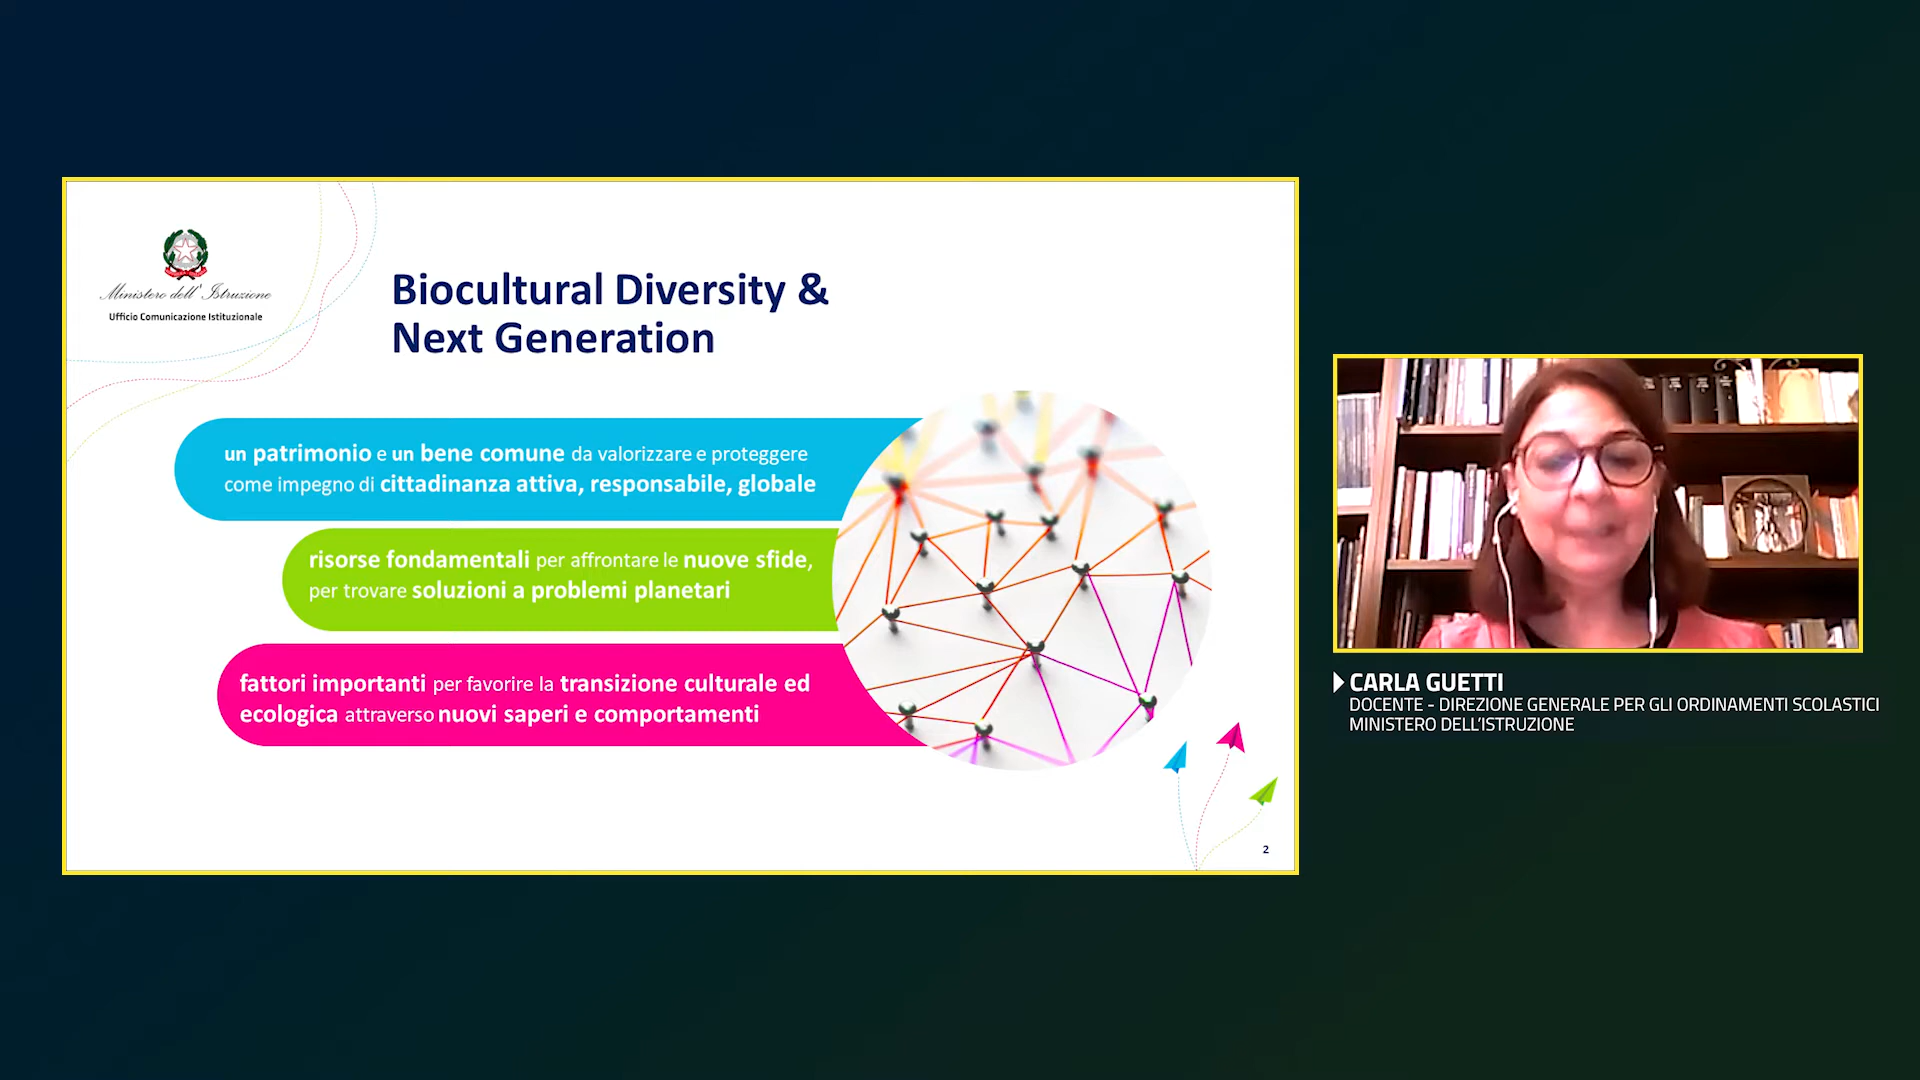 Ministero dell'Istruzione
Ufficio Comunicazione Istituzionale
Biocultural Diversity &
Next Generation
un patrimonio e un bene comune da valorizzare e proteggere
come impegno di cittadinanza attiva, responsabile, globale
risorse fondamentali per affrontare le nuove sfide,
per trovare soluzioni a problemi planetari
fattori importanti per favorire la transizione culturale ed
ecologica attraverso nuovi saperi e comportamenti
2
CARLA GUETTI
DOCENTE - DIREZIONE GENERALE PER GLI ORDINAMENTI SCOLASTICI
MINISTERO DELL'ISTRUZIONE